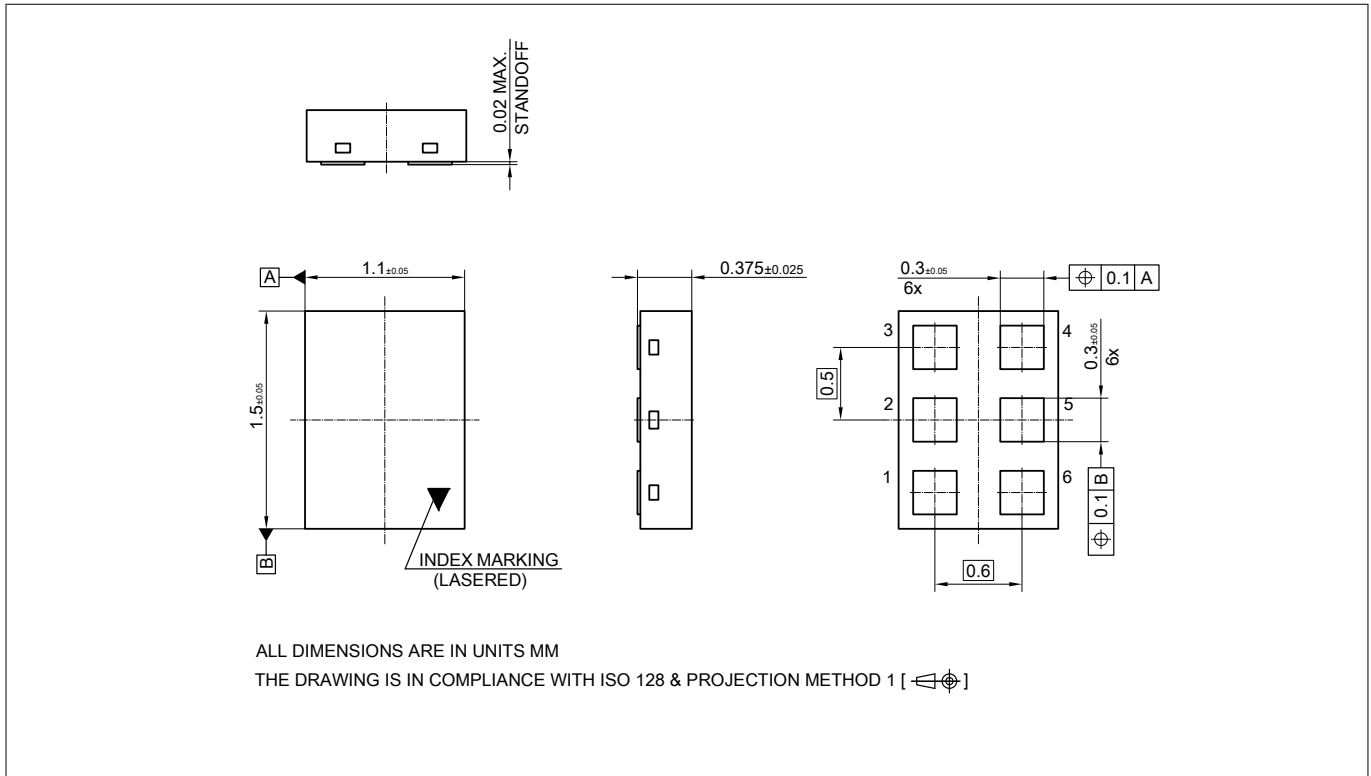 0.02 MAX.
STANDOFF
A
1.1±0.05
0.375±0.025
0.3±0.05
6x
⌖ 0.1 A
1.5±0.05
3
4
0.3±0.05
6x
0.5
2
5
1
6
⌖ 0.1 B
B
INDEX MARKING
(LASERED)
0.6
ALL DIMENSIONS ARE IN UNITS MM
THE DRAWING IS IN COMPLIANCE WITH ISO 128 & PROJECTION METHOD 1 [ ]